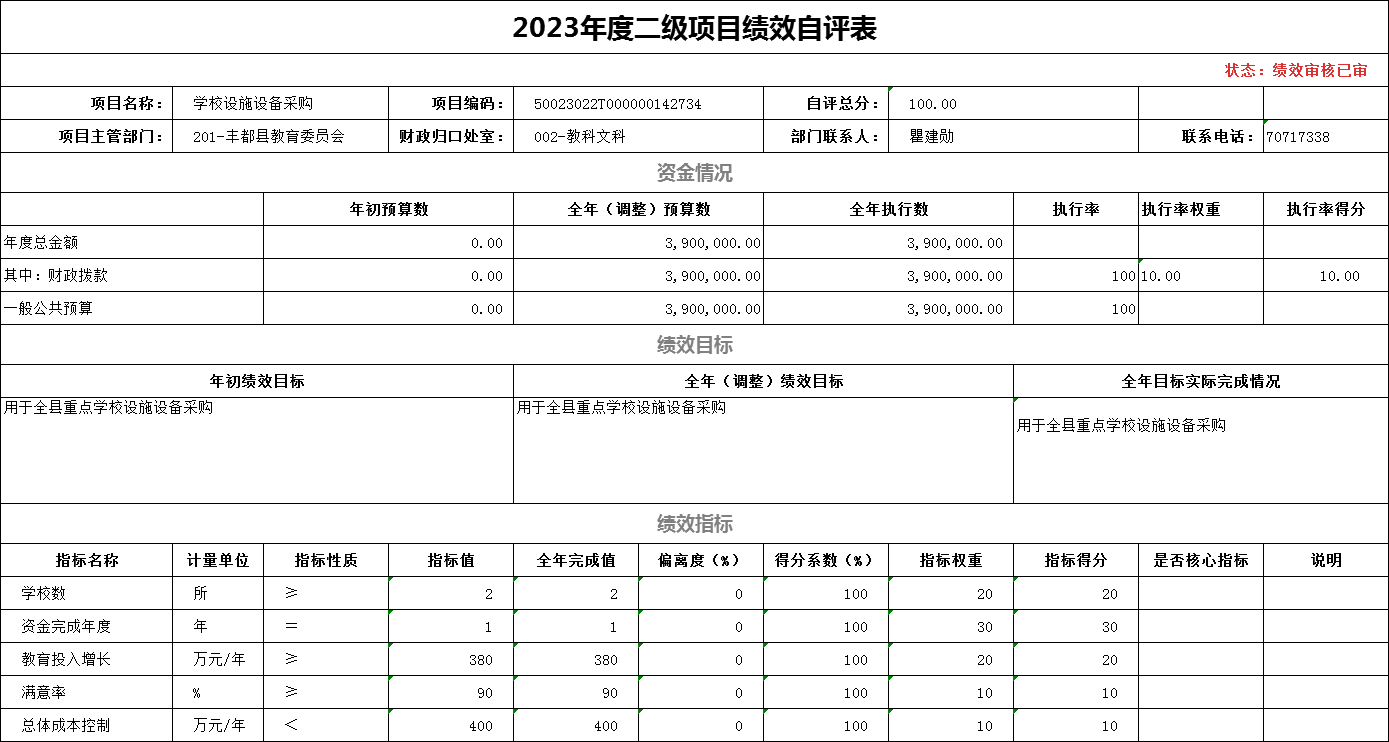 2023年度二级项目绩效自评表
状态：绩效审核已审
项目名称： 学校设施设备采购 项目编码： 50023022T000000142734 自评总分： 100.00
项目主管部门： 201-丰都县教育委员会 财政归口处室： 002-教科文科 部门联系人： 瞿建勋 联系电话： 70717338
资金情况
年初预算数 全年（调整）预算数 全年执行数 执行率 执行率权重 执行率得分
年度总金额 0.00 3,900,000.00 3,900,000.00
其中：财政拨款 0.00 3,900,000.00 3,900,000.00 100 10.00 10.00
一般公共预算 0.00 3,900,000.00 3,900,000.00 100
绩效目标
年初绩效目标 全年（调整）绩效目标 全年目标实际完成情况
用于全县重点学校设施设备采购 用于全县重点学校设施设备采购 用于全县重点学校设施设备采购
绩效指标
指标名称 计量单位 指标性质 指标值 全年完成值 偏离度（%） 得分系数（%） 指标权重 指标得分 是否核心指标 说明
学校数 所 ≥ 2 2 0 100 20 20
资金完成年度 年 ＝ 1 1 0 100 30 30
教育投入增长 万元/年 ≥ 380 380 0 100 20 20
满意率 % ≥ 90 90 0 100 10 10
总体成本控制 万元/年 ＜ 400 400 0 100 10 10